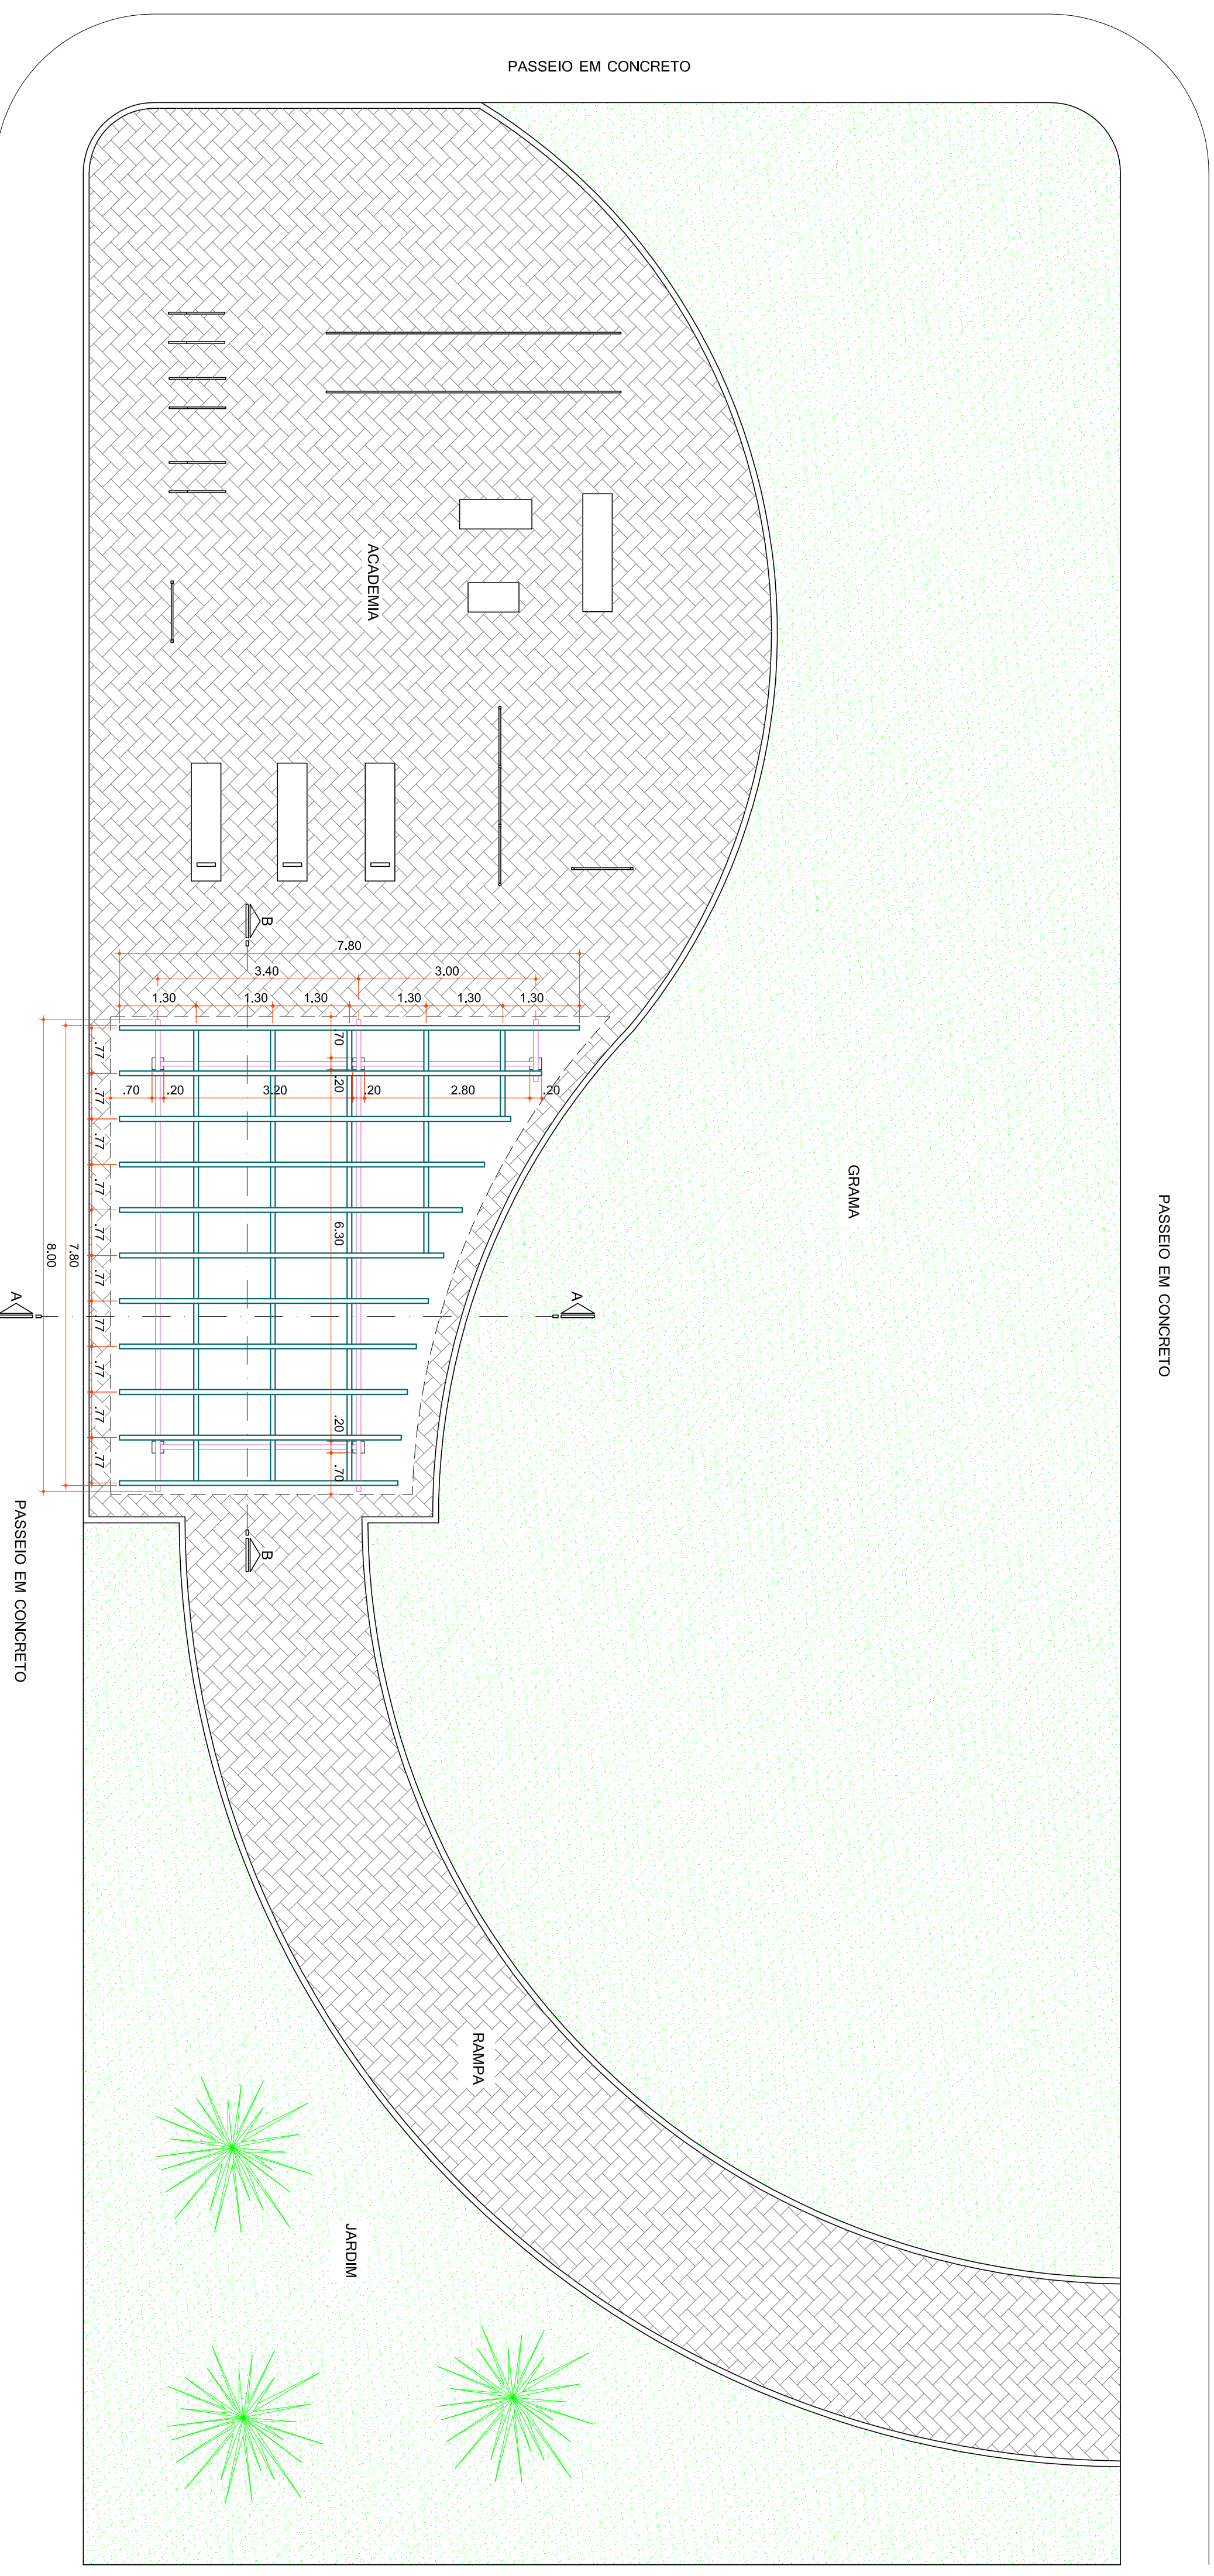 PASSEIO EM CONCRETO
ACADEMIA
B
7.80
3.40 3.00
1.30 1.30 1.30 1.30 1.30 1.30
.70
.20
.70 .20 3.20 .20 2.80 .20
.77
.77
.77
.77
.77
.77
.77
.77
.77
.77
6.30
7.80
8.00
.20
.70
A
A
B
GRAMA
PASSEIO EM CONCRETO
PASSEIO EM CONCRETO
RAMPA
JARDIM